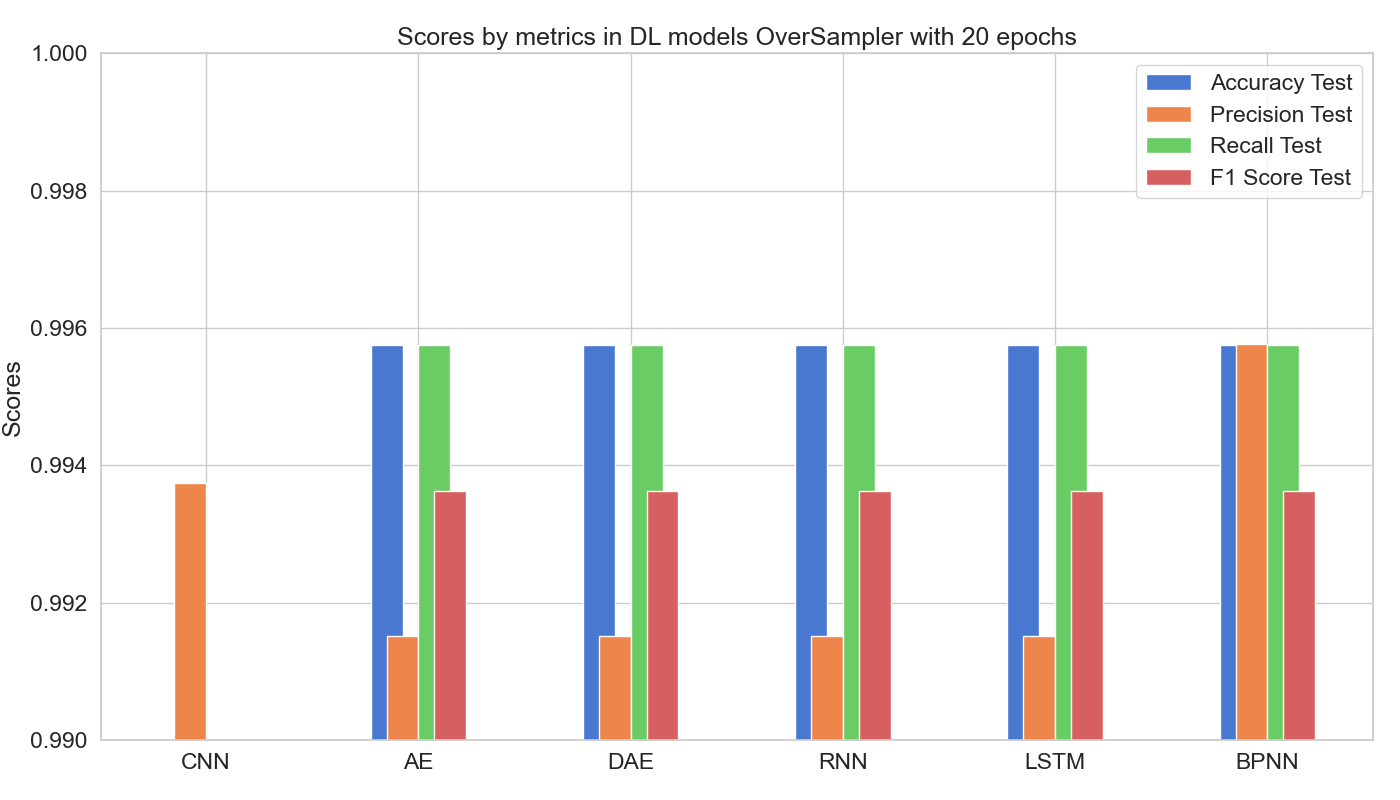 Scores by metrics in DL models OverSampler with 20 epochs
1.000
0.998
0.996
0.994
0.992
0.990
Scores
Accuracy Test
Precision Test
Recall Test
F1 Score Test
CNN AE DAE RNN LSTM BPNN